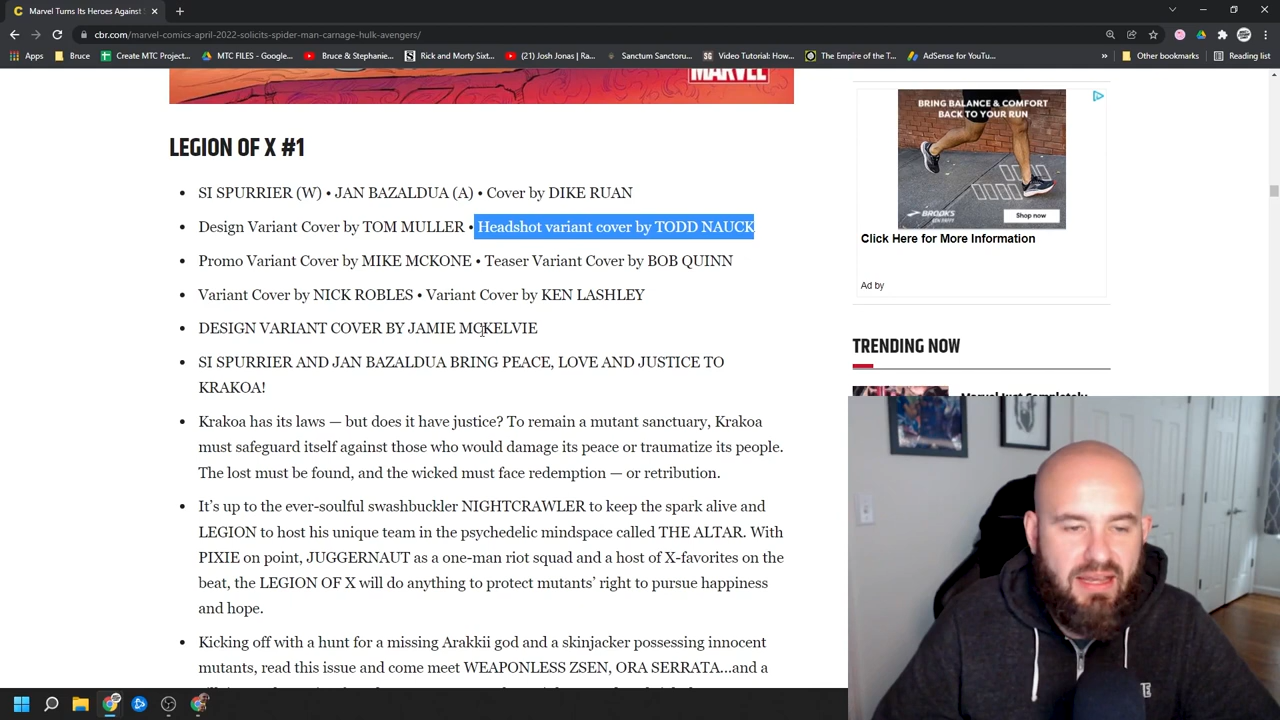 Marvel Turns Its Heroes Against S
cbr.com/marvel-comics-april-2022-solicits-spider-man-carnage-hulk-avengers/
Apps
Bruce
Heroes Against...
MTC FILES - Google...
Bruce & Stephanie...
Rick and Morty Sixt...
(21) Josh Jonas | Ra...
Sanctum Sanctoru...
Video Tutorial: How...
The Empire of the T...
AdSense for YouTu...
Other bookmarks
Reading list
MARVEL
LEGION OF X #1
• SI SPURRIER (W) • JAN BAZALDUA (A) • Cover by DIKE RUAN
• Design Variant Cover by TOM MULLER • Headshot variant cover by TODD NAUCK
• Promo Variant Cover by MIKE MCKONE • Teaser Variant Cover by BOB QUINN
• Variant Cover by NICK ROBLES • Variant Cover by KEN LASHLEY
• DESIGN VARIANT COVER BY JAMIE MCKELVIE
• SI SPURRIER AND JAN BAZALDUA BRING PEACE, LOVE AND JUSTICE TO
KRAKOA!
• Krakoa has its laws — but does it have justice? To remain a mutant sanctuary, Krakoa
must safeguard itself against those who would damage its peace or traumatize its people.
The lost must be found, and the wicked must face redemption — or retribution.
• It’s up to the ever-soulful swashbuckler NIGHTCRAWLER to keep the spark alive and
LEGION to host his unique team in the psychedelic mindspace called THE ALTAR. With
PIXIE on point, JUGGERNAUT as a one-man riot squad and a host of X-favorites on the
beat, the LEGION OF X will do anything to protect mutants’ right to pursue happiness
and hope.
• Kicking off with a hunt for a missing Arakkii god and a skinjacker possessing innocent
mutants, read this issue and come meet WEAPONLESS ZSEN, ORA SERRATA...and a
BRING BALANCE & COMFORT
BACK TO YOUR RUN
BROOKS
Shop now
Click Here for More Information
Ad by
TRENDING NOW
Marvel Just Completely